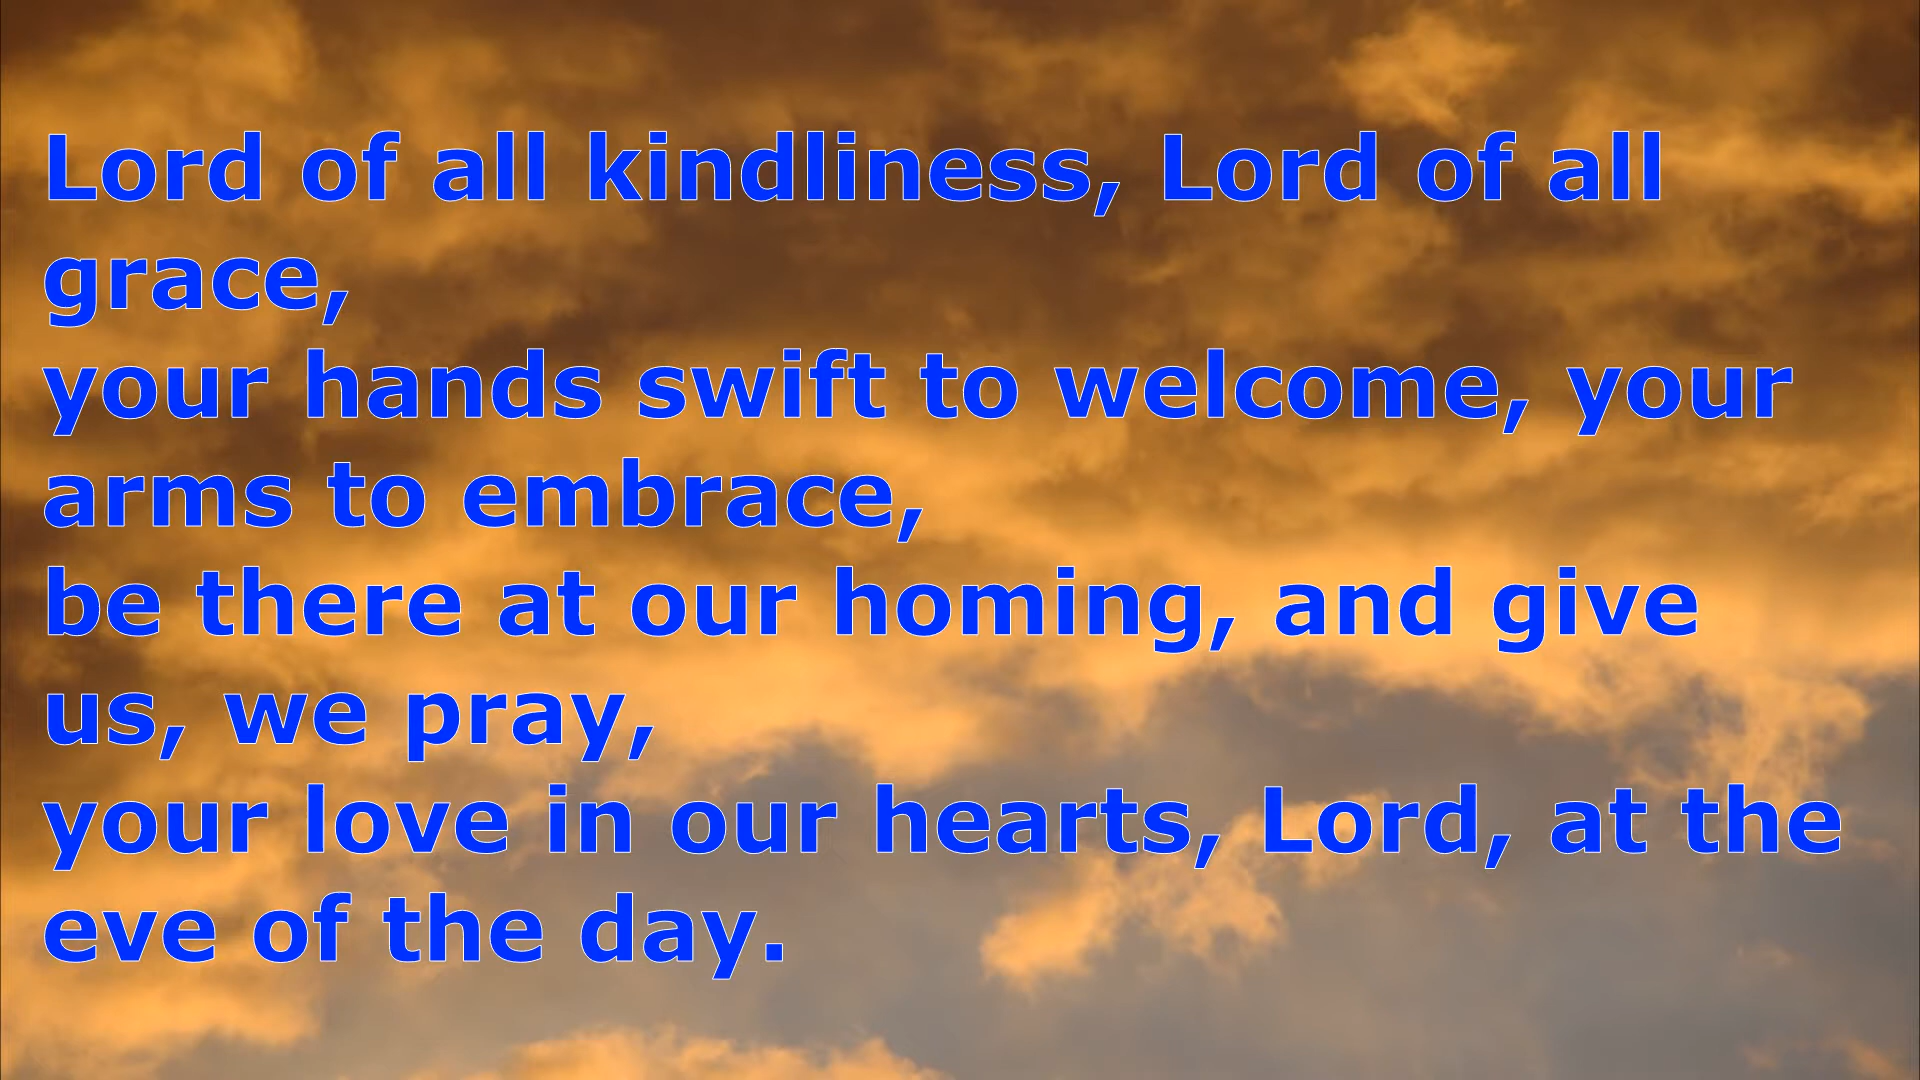 Lord of all kindliness, Lord of all
grace,
your hands swift to welcome, your
arms to embrace,
be there at our homing, and give
us, we pray,
your love in our hearts, Lord, at the
eve of the day.